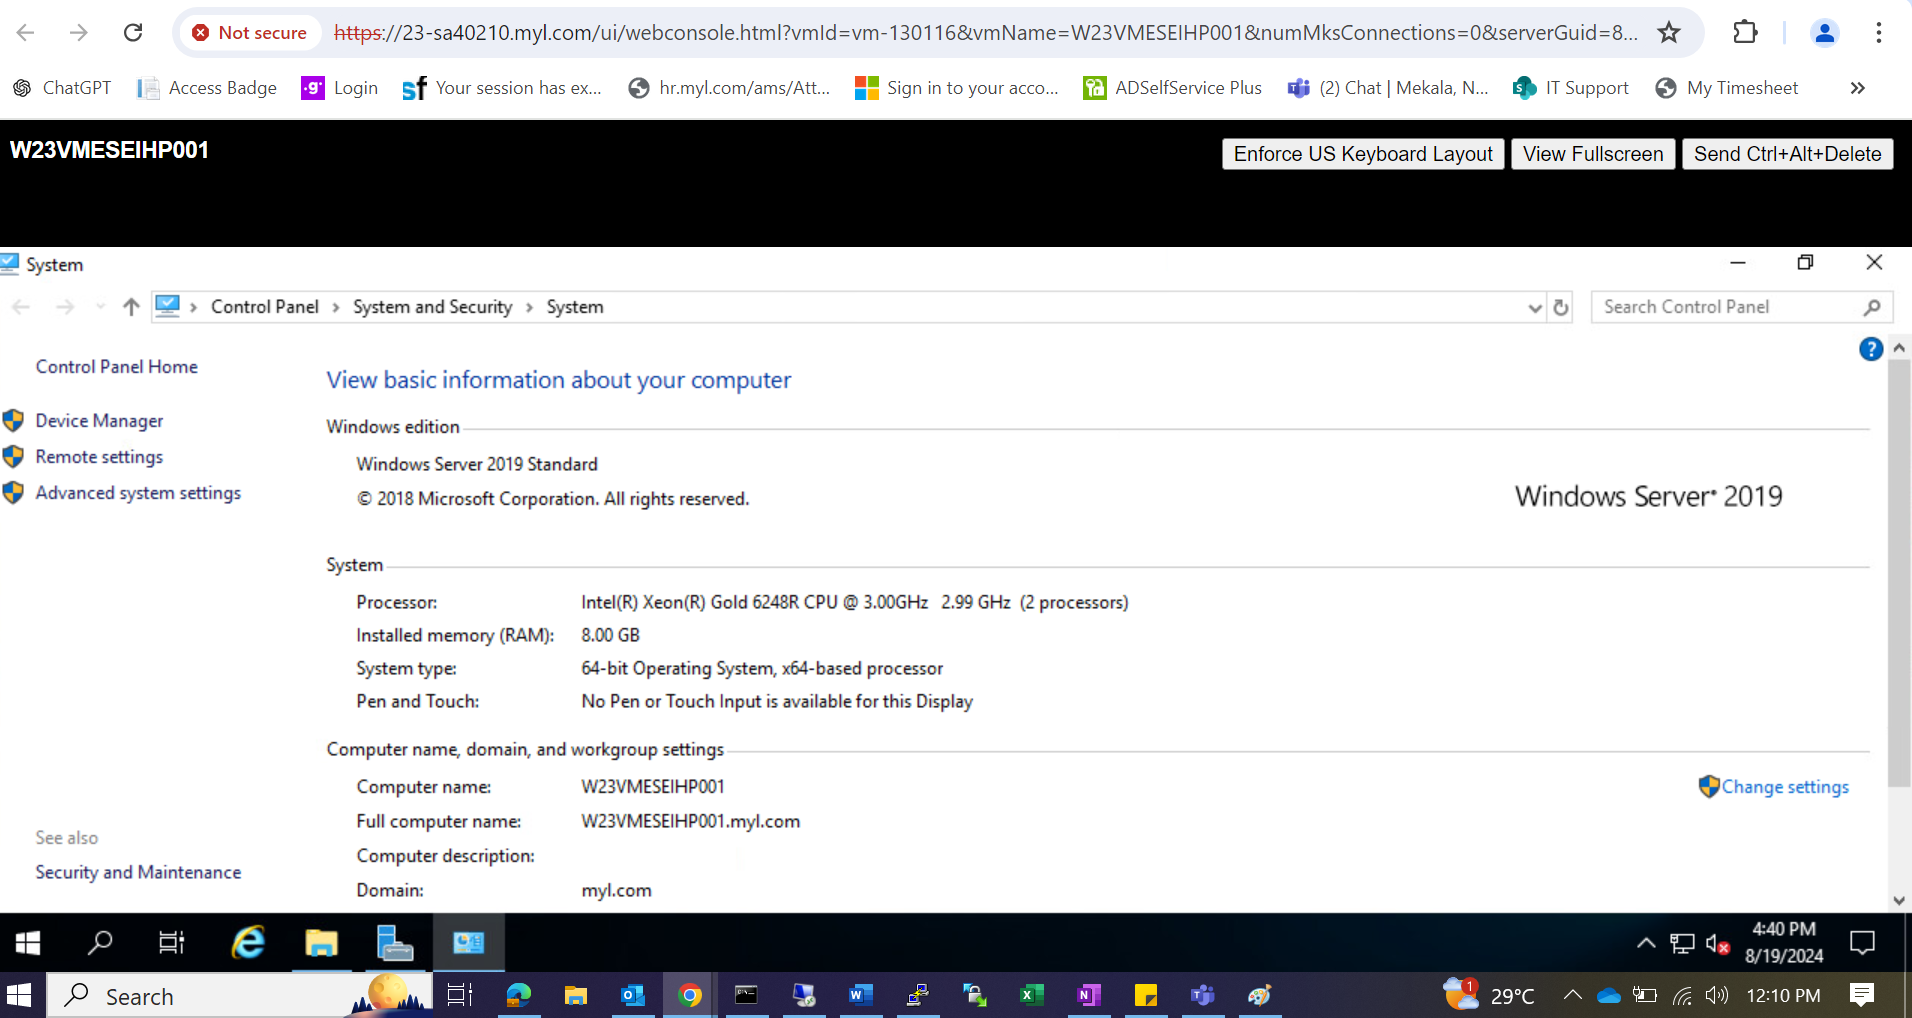 Not secure
https://23-sa40210.myl.com/ui/webconsole.html?vmId=vm-130116&vmName=W23VMESEIHP001&numMksConnections=0&serverGuid=8...
ChatGPT Access Badge Login Your session has ex... hr.myl.com/ams/Att... Sign in to your acco... ADSelfService Plus (2) Chat | Mekala, N... IT Support My Timesheet
W23VMESEIHP001
Enforce US Keyboard Layout View Fullscreen Send Ctrl+Alt+Delete
System
Control Panel > System and Security > System
Search Control Panel
Control Panel Home
Device Manager
Remote settings
Advanced system settings
View basic information about your computer
Windows edition
Windows Server 2019 Standard
© 2018 Microsoft Corporation. All rights reserved.
Windows Server 2019
System
Processor: Intel(R) Xeon(R) Gold 6248R CPU @ 3.00GHz 2.99 GHz (2 processors)
Installed memory (RAM): 8.00 GB
System type: 64-bit Operating System, x64-based processor
Pen and Touch: No Pen or Touch Input is available for this Display
Computer name, domain, and workgroup settings
Computer name: W23VMESEIHP001
Change settings
Full computer name: W23VMESEIHP001.myl.com
Computer description:
Domain: myl.com
See also
Security and Maintenance
4:40 PM
8/19/2024
Search
1
29°C
12:10 PM